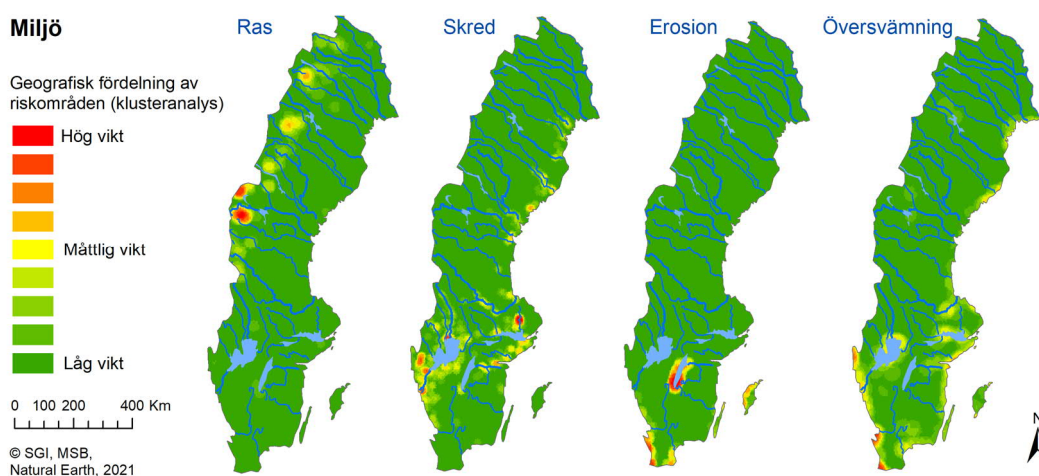 Miljö
Ras
Skred
Erosion
Översvämning
Geografisk fördelning av
riskområden (klusteranalys)
Hög vikt
Måttlig vikt
Låg vikt
0 100 200 400 Km
© SGI, MSB,
Natural Earth, 2021
N